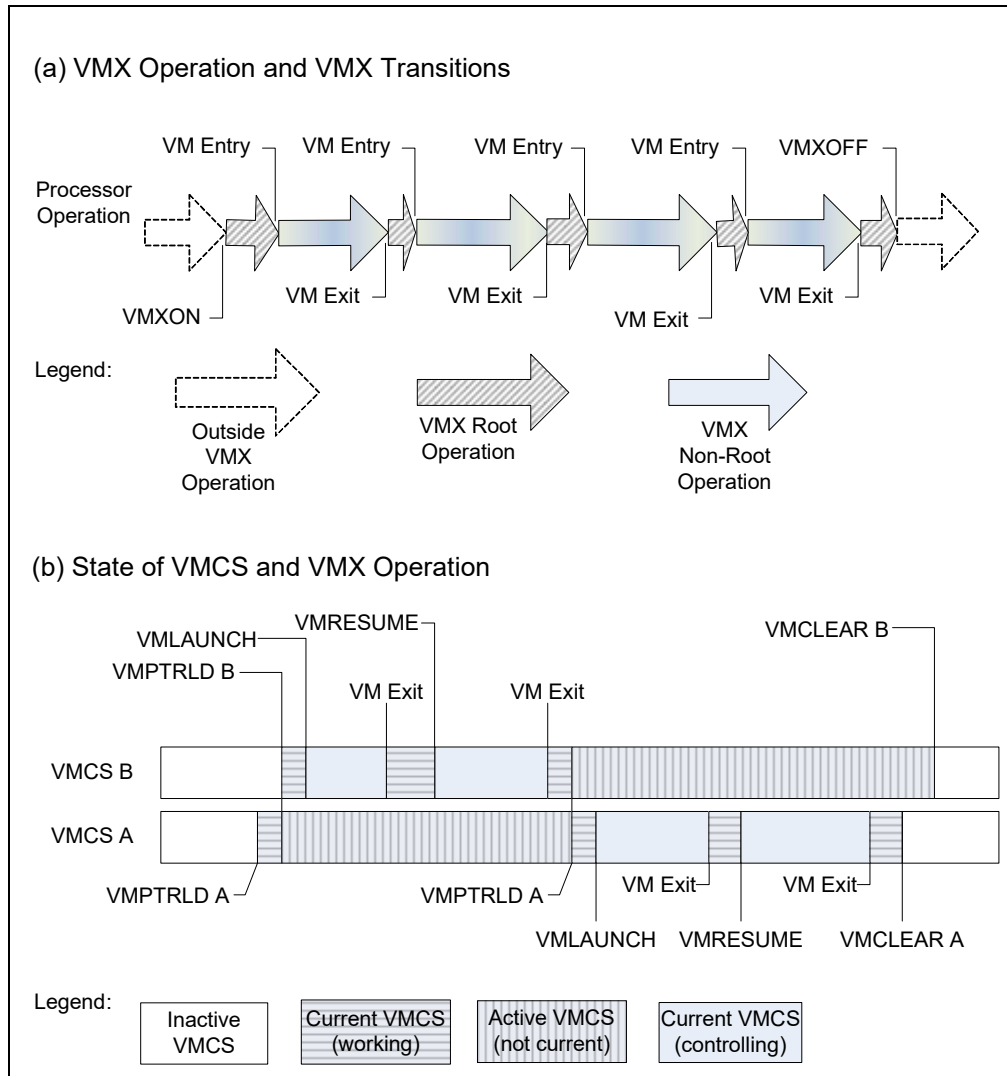 (a) VMX Operation and VMX Transitions
VM Entry VM Entry VM Entry VM Entry VMXOFF
Processor
Operation
VM Exit VM Exit VM Exit VM Exit
VMXON
Legend:
Outside
VMX
Operation
VMX Root
Operation
VMX
Non-Root
Operation
(b) State of VMCS and VMX Operation
VMRESUME
VMLAUNCH VMCLEAR B
VMPTRLD B
VM Exit VM Exit
VMCS B
VMCS A
VMPTRLD A VMPTRLD A VM Exit VM Exit
VMLAUNCH VMRESUME VMCLEAR A
Legend:
Inactive
VMCS
Current VMCS
(working)
Active VMCS
(not current)
Current VMCS
(controlling)